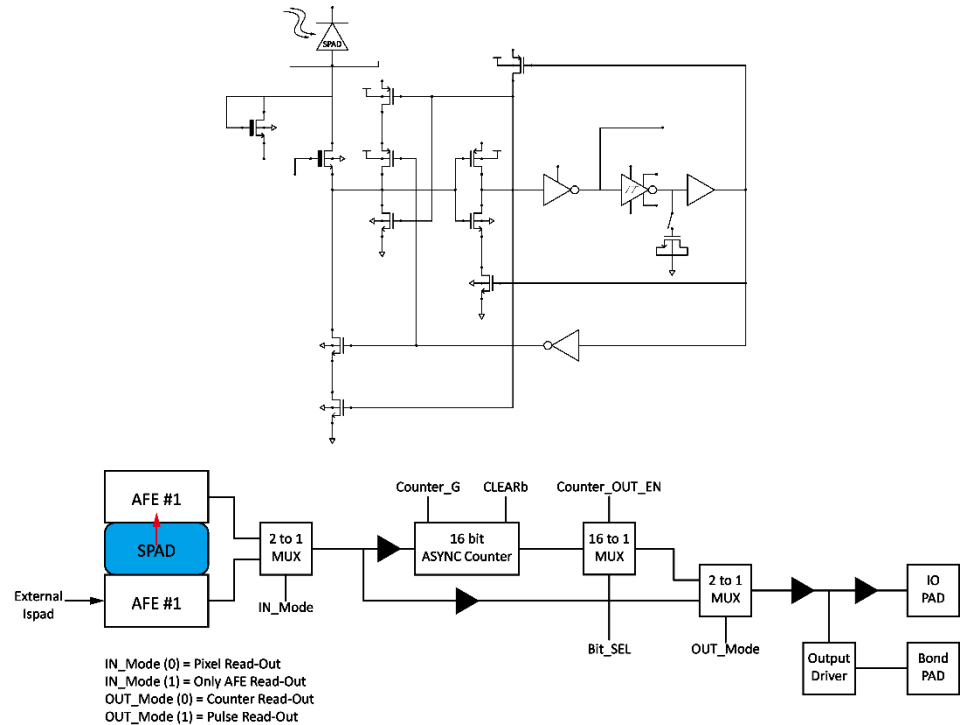 SPAD
AFE #1
SPAD
AFE #1
External
Ispad
2 to 1
MUX
IN_Mode
Counter_G
CLEARb
16 bit
ASYNC Counter
Counter_OUT_EN
16 to 1
MUX
Bit_SEL
2 to 1
MUX
OUT_Mode
IO
PAD
Output
Driver
Bond
PAD
IN_Mode (0) = Pixel Read-Out
IN_Mode (1) = Only AFE Read-Out
OUT_Mode (0) = Counter Read-Out
OUT_Mode (1) = Pulse Read-Out